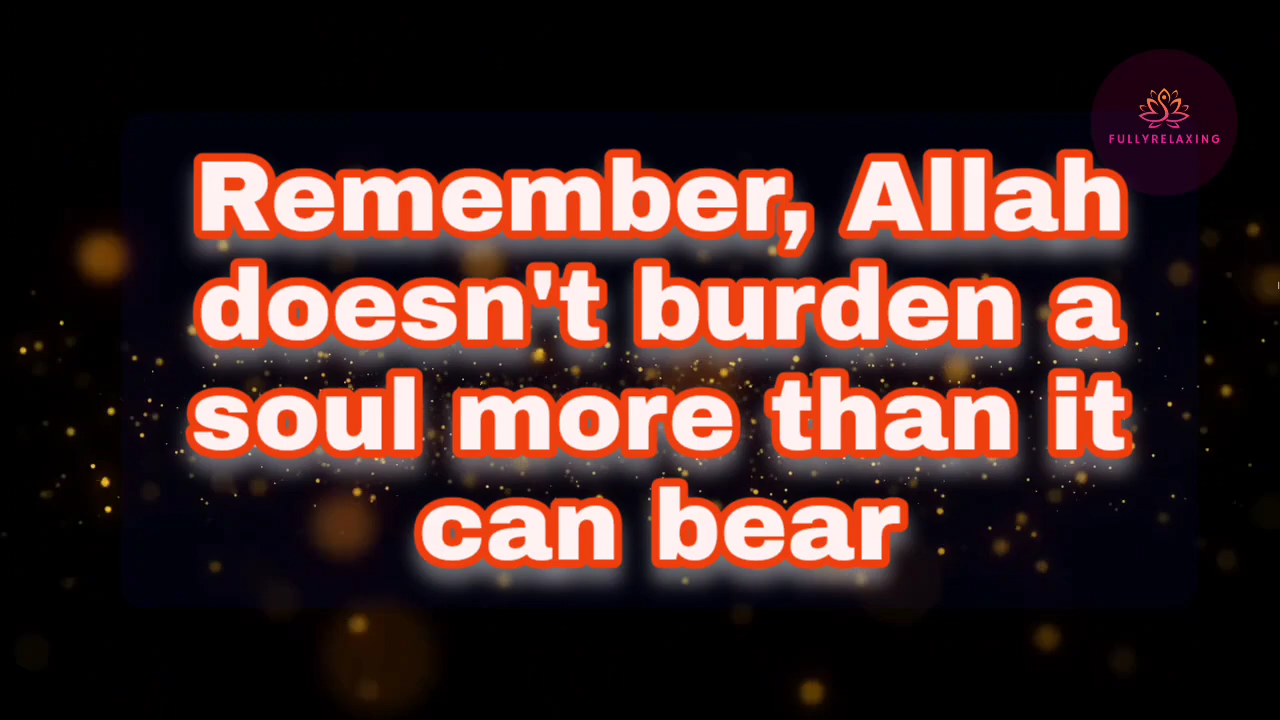 FULLYRELAXING
Remember, Allah
doesn't burden a
soul more than it
can bear